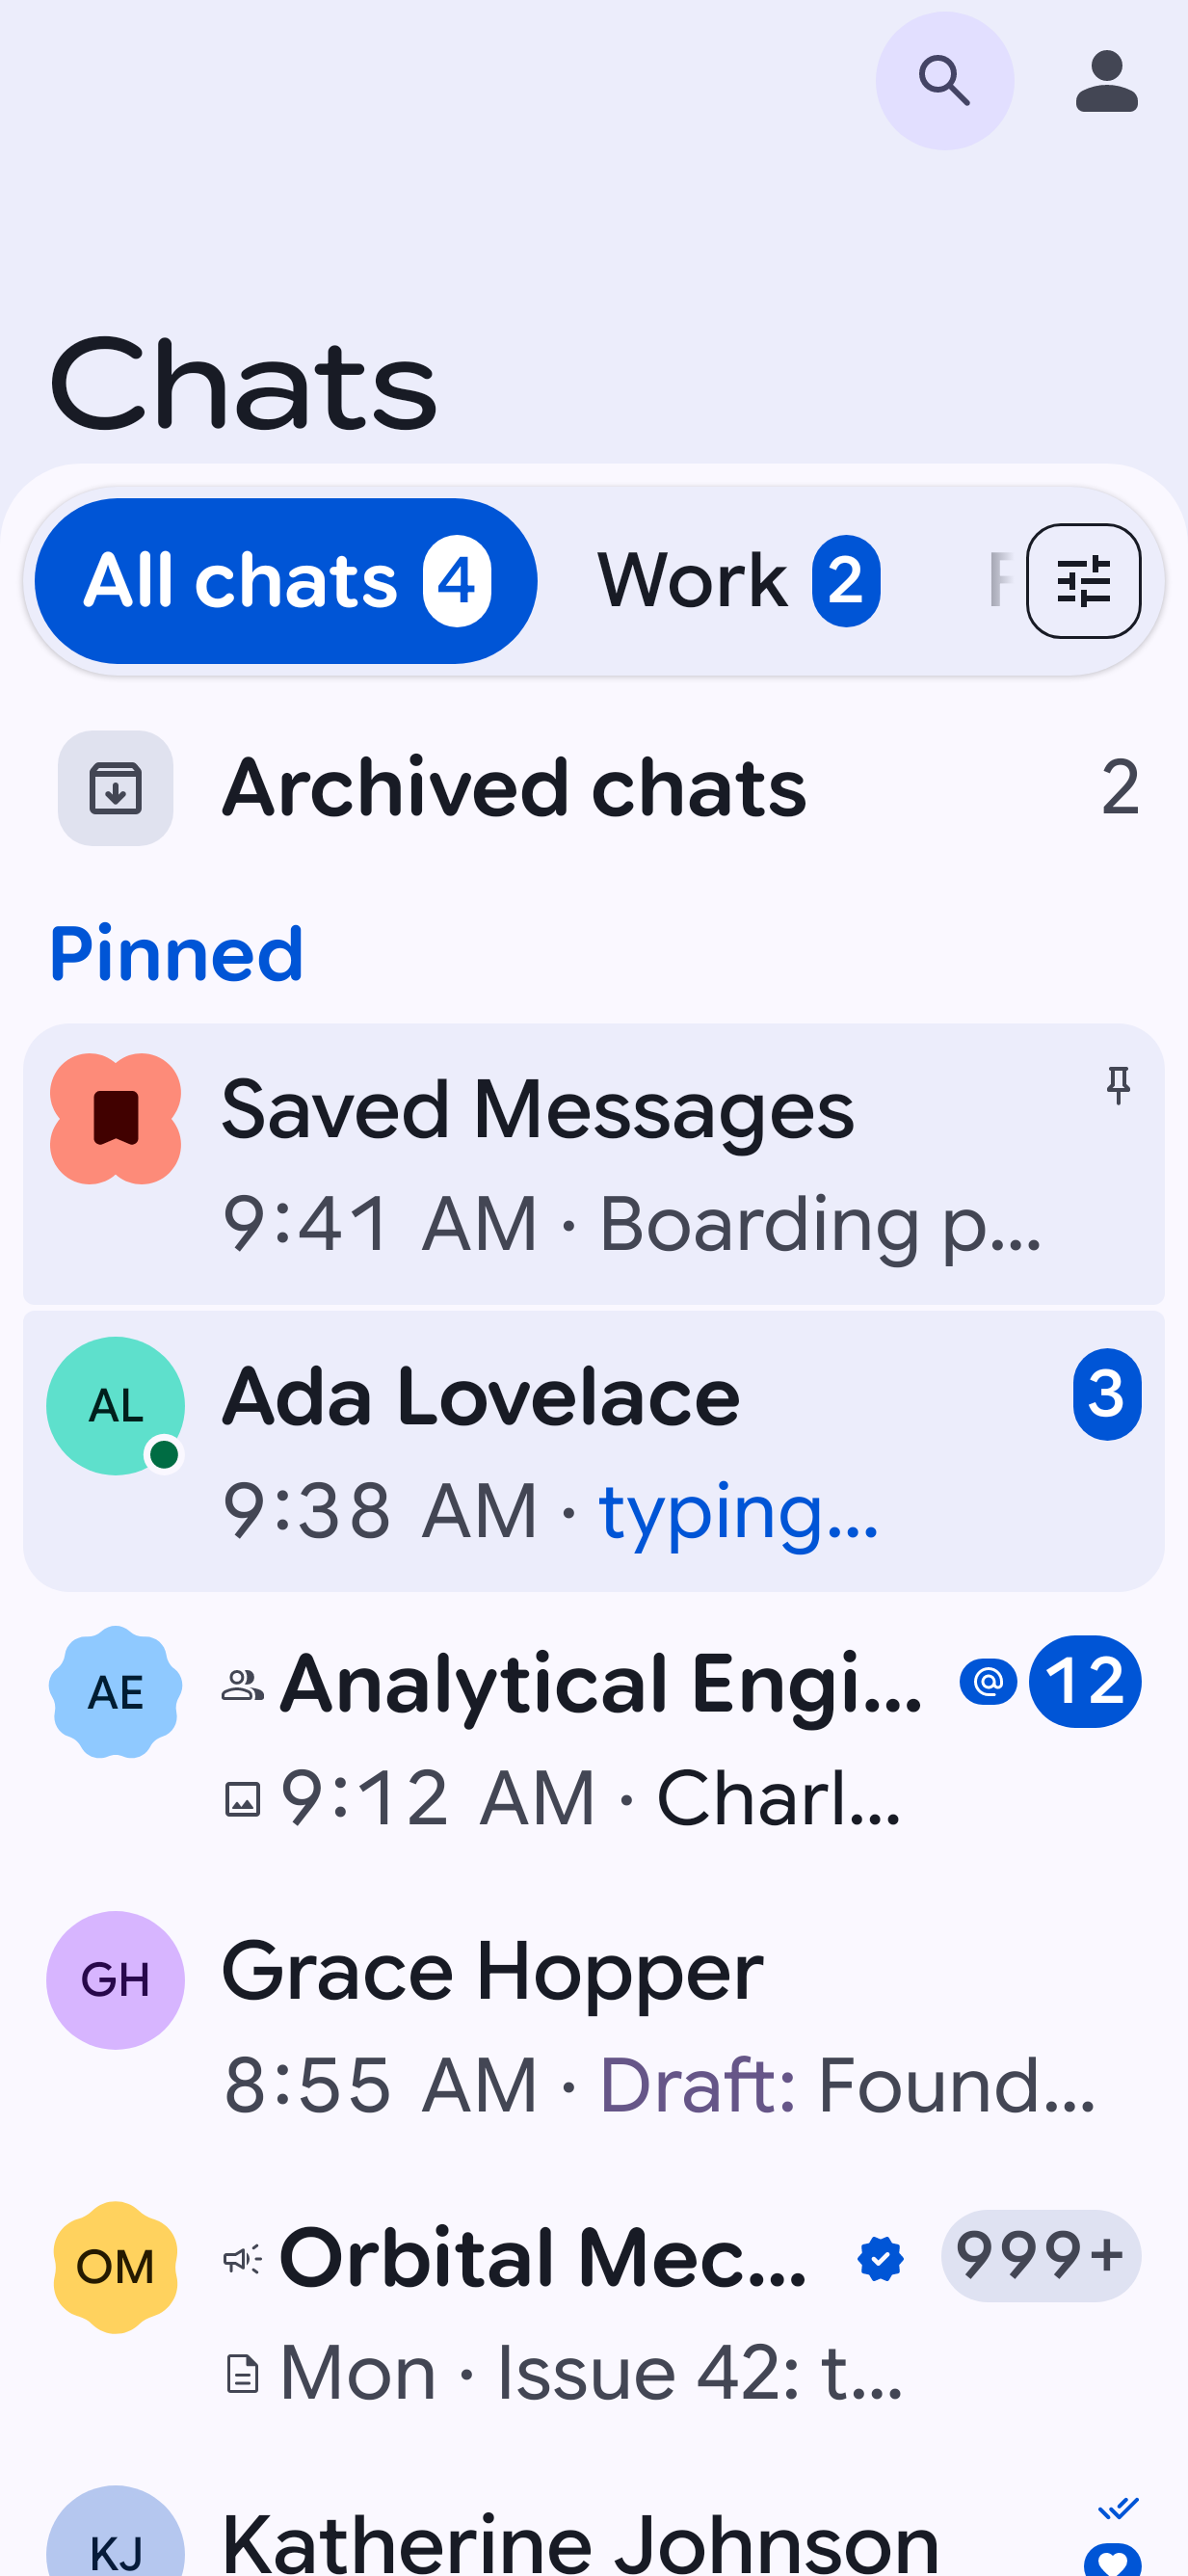 Chats
All chats 4 Work 2
Archived chats 2
Pinned
Saved Messages
9:41 AM · Boarding p...
AL Ada Lovelace 3
9:38 AM · typing...
AE Analytical Engi... @ 12
9:12 AM · Charl...
GH Grace Hopper
8:55 AM · Draft: Found...
OM Orbital Mec... 999+
Mon · Issue 42: t...
KJ Katherine Johnson